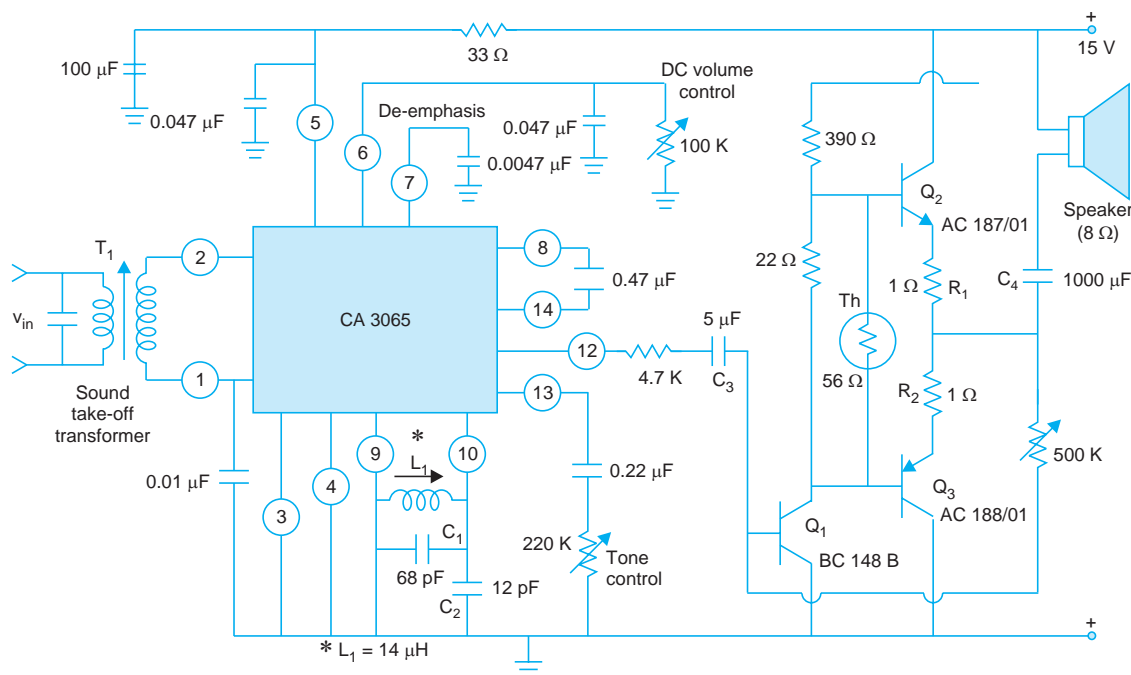 +
15 V
33 Ω
100 μF
0.047 μF
5
6
De-emphasis
7
0.0047 μF
0.047 μF
DC volume
control
100 K
390 Ω
Q2
AC 187/01
Speaker
(8 Ω)
T1
2
vin
1
Sound
take-off
transformer
CA 3065
8
0.47 μF
14
12
4.7 K
5 μF
C3
13
22 Ω
Th
56 Ω
1 Ω
R1
R2
1 Ω
C4
1000 μF
500 K
Q3
AC 188/01
Q1
BC 148 B
0.01 μF
3
4
9
*
L1
10
C1
68 pF
12 pF
C2
0.22 μF
220 K
Tone
control
* L1 = 14 μH
+